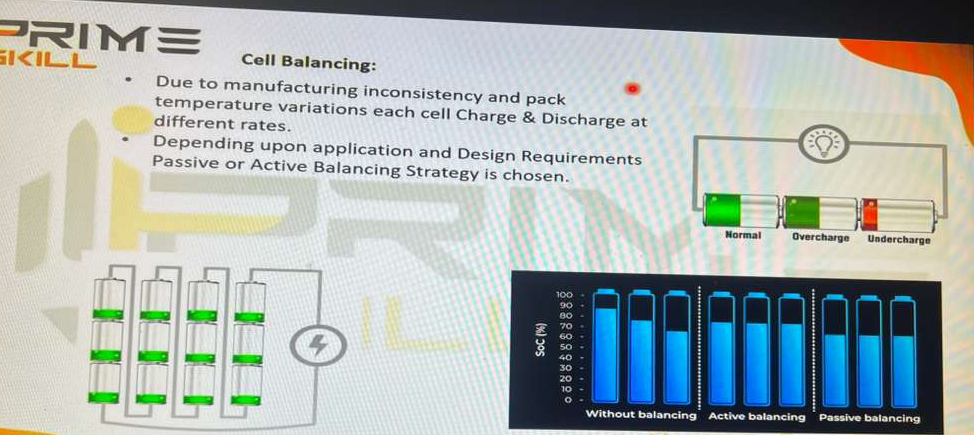 PRIME
SKILL
Cell Balancing:
• Due to manufacturing inconsistency and pack
temperature variations each cell Charge & Discharge at
different rates.
• Depending upon application and Design Requirements
Passive or Active Balancing Strategy is chosen.
Normal Overcharge Undercharge
SoC (%)
100
90
80
70
60
50
40
30
20
10
0
Without balancing Active balancing Passive balancing